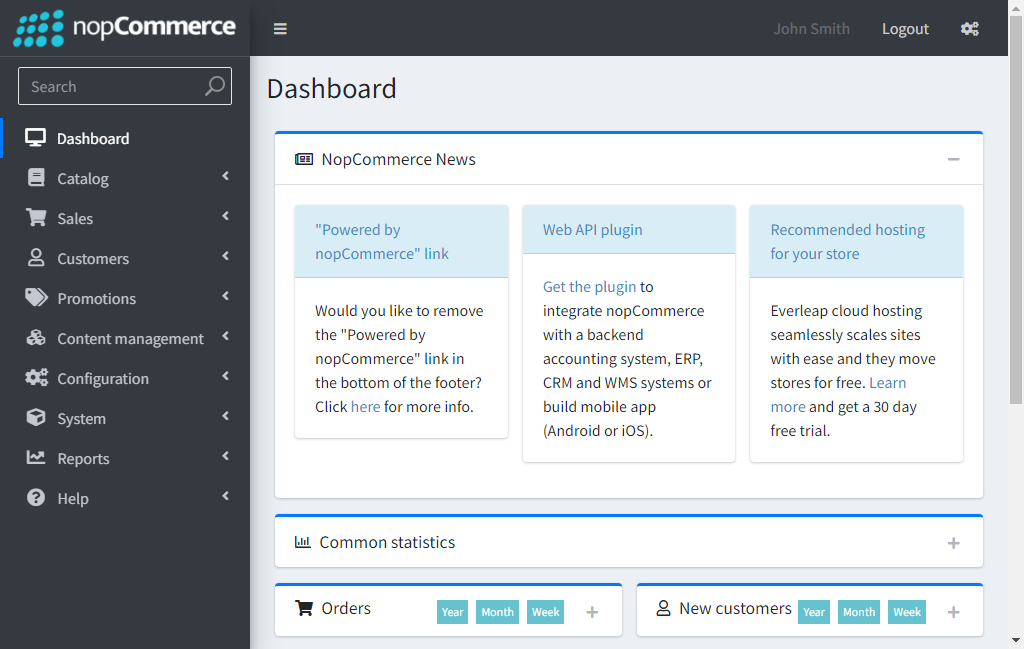 nopCommerce
John Smith
Logout
Search
Dashboard
Catalog
Sales
Customers
Promotions
Content management
Configuration
System
Reports
Help
Dashboard
NopCommerce News
"Powered by
nopCommerce" link
Would you like to remove
the "Powered by
nopCommerce" link in
the bottom of the footer?
Click here for more info.
Web API plugin
Get the plugin to
integrate nopCommerce
with a backend
accounting system, ERP,
CRM and WMS systems or
build mobile app
(Android or iOS).
Recommended hosting
for your store
Everleap cloud hosting
seamlessly scales sites
with ease and they move
stores for free. Learn
more and get a 30 day
free trial.
Common statistics
Orders
Year
Month
Week
New customers
Year
Month
Week